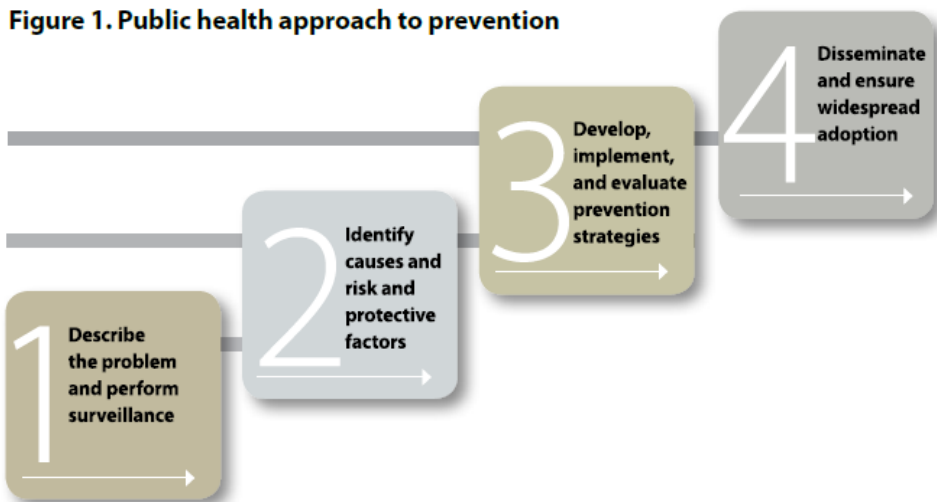 Figure 1. Public health approach to prevention
1
Describe
the problem
and perform
surveillance
2
Identify
causes and
risk and
protective
factors
3
Develop,
implement,
and evaluate
prevention
strategies
4
Disseminate
and ensure
widespread
adoption